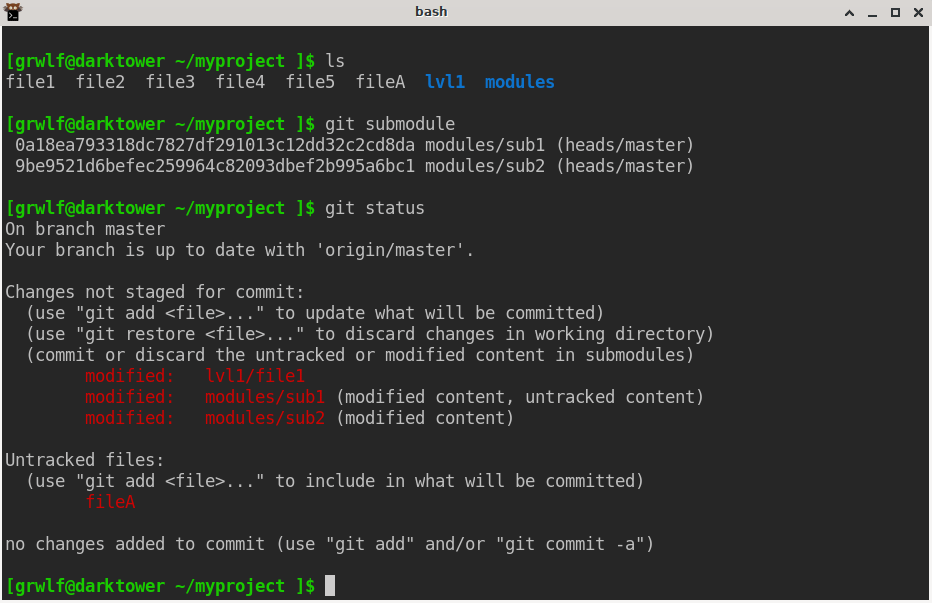 bash
[grwlf@darktower ~/myproject ]$ ls
file1  file2  file3  file4  file5  fileA  lvl1  modules
[grwlf@darktower ~/myproject ]$ git submodule
 0a18ea793318dc7827df291013c12dd32c2cd8da modules/sub1 (heads/master)
 9be9521d6befec259964c82093dbef2b995a6bc1 modules/sub2 (heads/master)
[grwlf@darktower ~/myproject ]$ git status
On branch master
Your branch is up to date with 'origin/master'.
Changes not staged for commit:
  (use "git add <file>..." to update what will be committed)
  (use "git restore <file>..." to discard changes in working directory)
  (commit or discard the untracked or modified content in submodules)
        modified:   lvl1/file1
        modified:   modules/sub1 (modified content, untracked content)
        modified:   modules/sub2 (modified content)
Untracked files:
  (use "git add <file>..." to include in what will be committed)
        fileA
no changes added to commit (use "git add" and/or "git commit -a")
[grwlf@darktower ~/myproject ]$